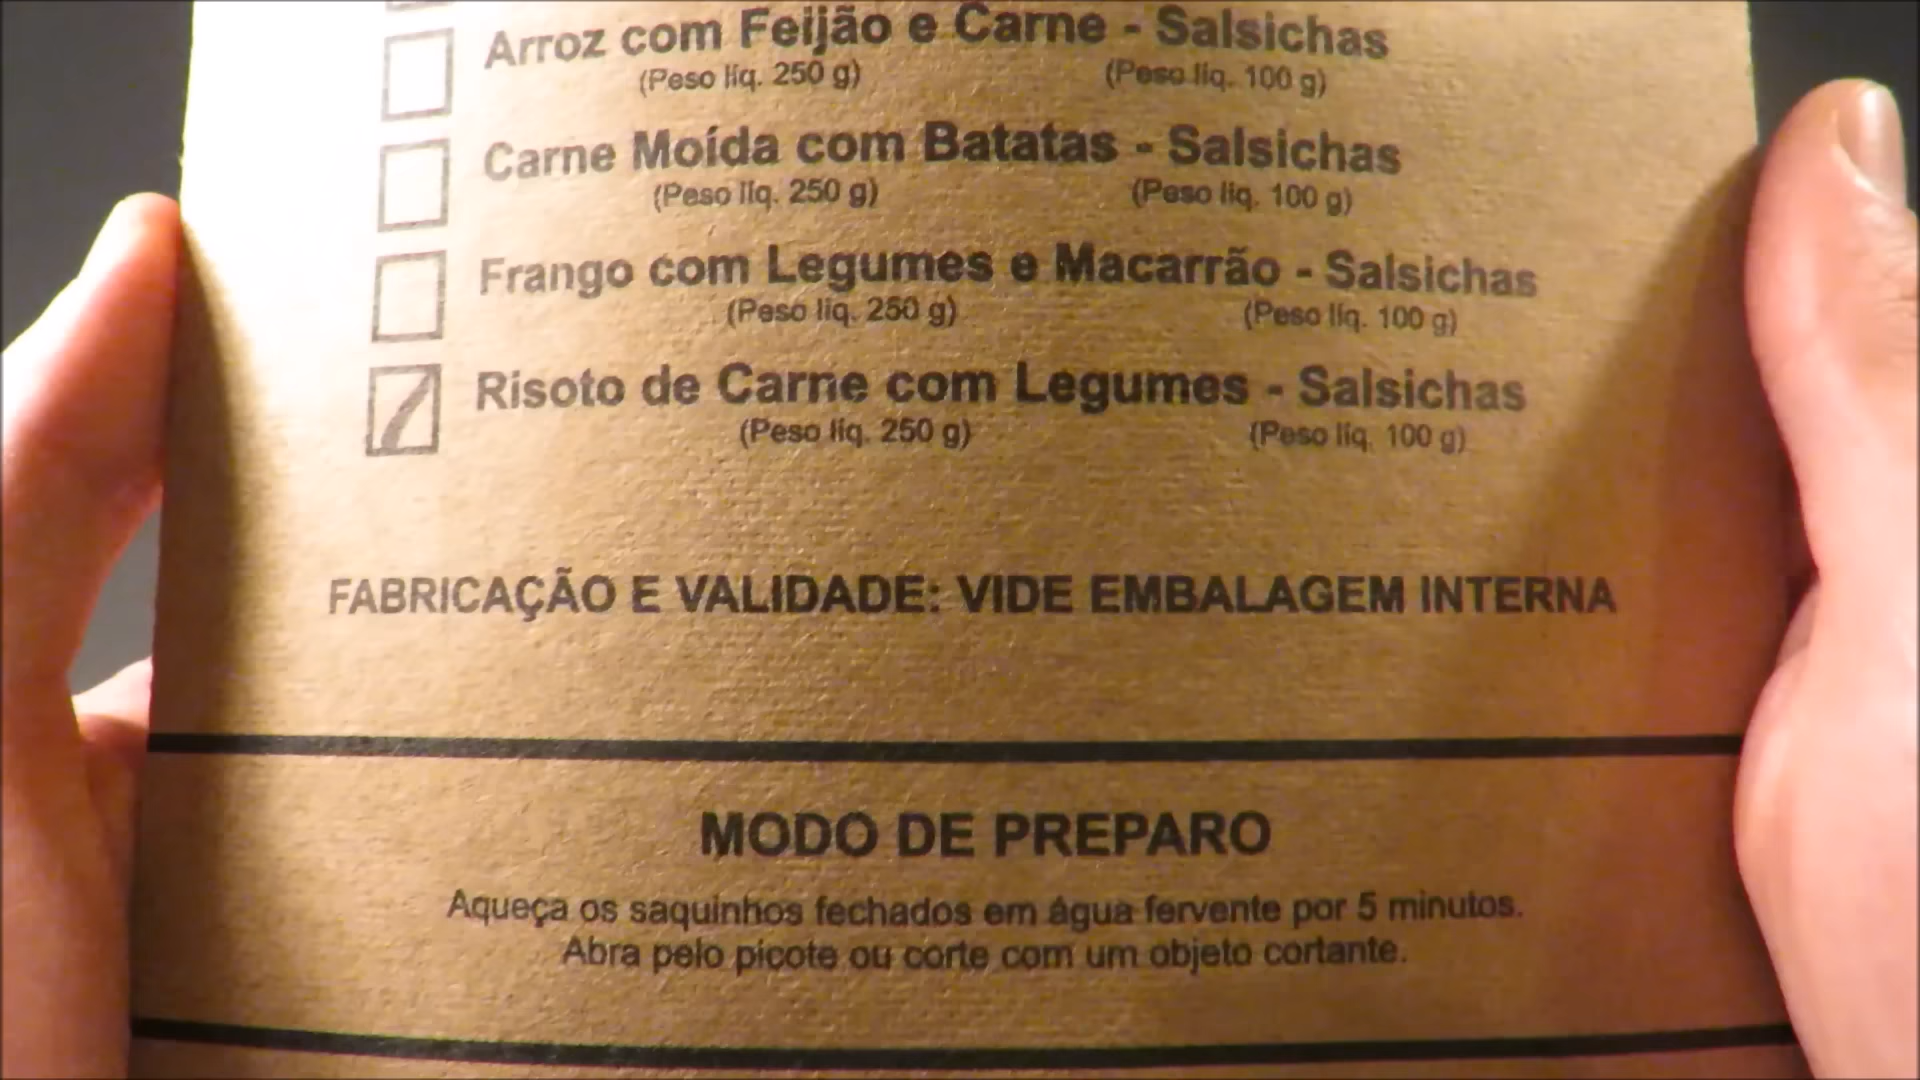 Arroz com Feijão e Carne - Salsichas
(Peso líq. 250 g) (Peso líq. 100 g)
Carne Moída com Batatas - Salsichas
(Peso líq. 250 g) (Peso líq. 100 g)
Frango com Legumes e Macarrão - Salsichas
(Peso líq. 250 g) (Peso líq. 100 g)
Risoto de Carne com Legumes - Salsichas
(Peso líq. 250 g) (Peso líq. 100 g)
FABRICAÇÃO E VALIDADE: VIDE EMBALAGEM INTERNA
MODO DE PREPARO
Aqueça os saquinhos fechados em água fervente por 5 minutos.
Abra pelo picote ou corte com um objeto cortante.